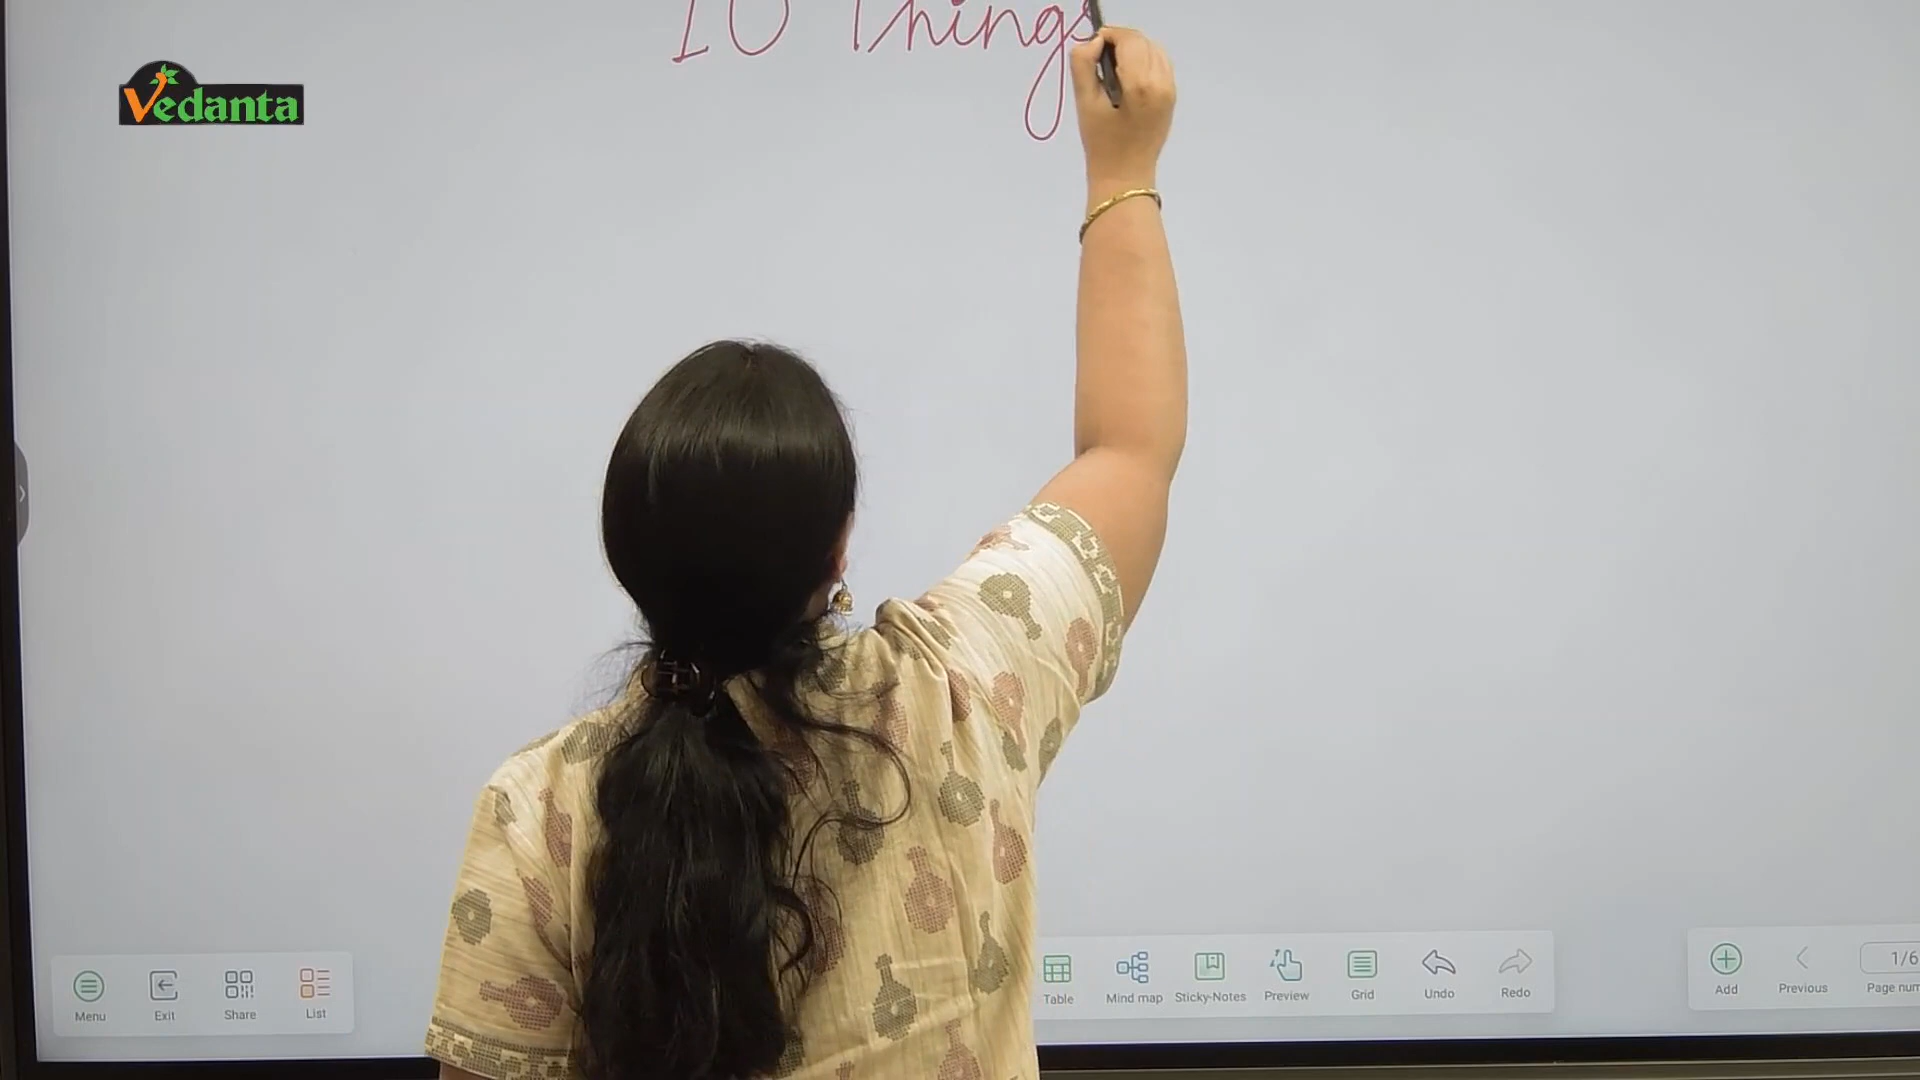 10 Things
Vedanta
Menu Exit Share List Table Mind map Sticky-Notes Preview Grid Undo Redo Add Previous 1/6